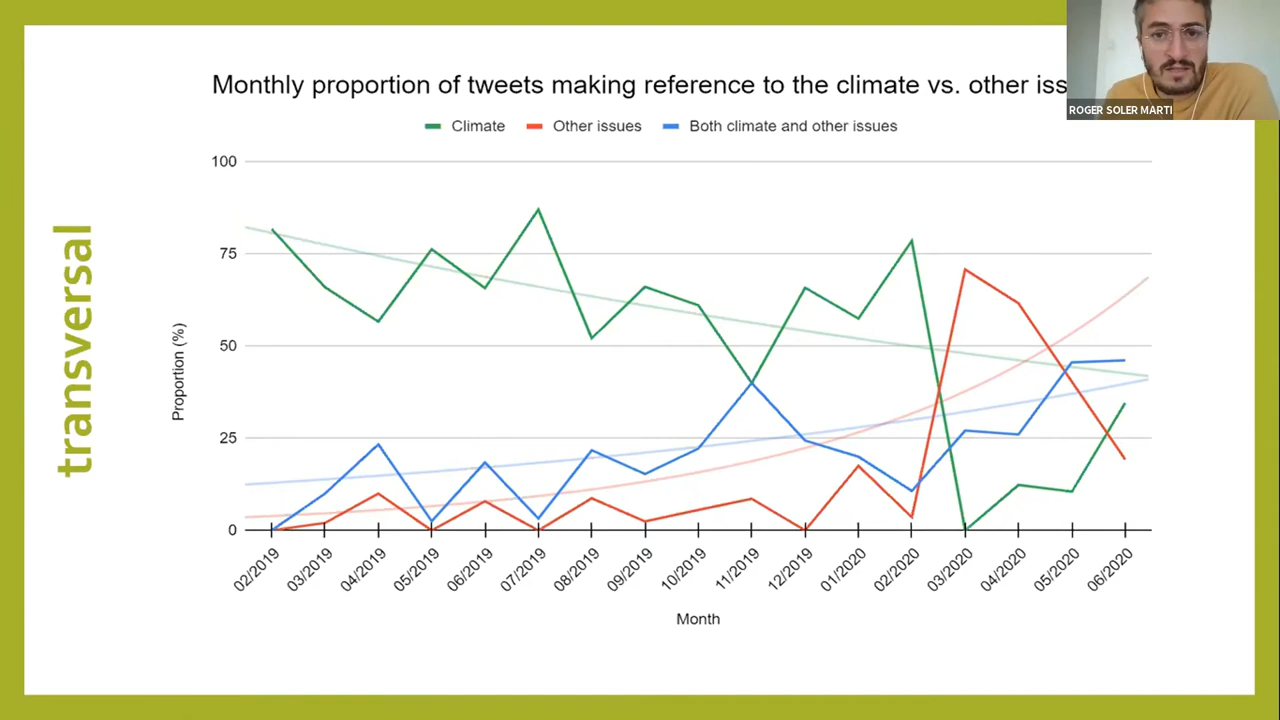 Monthly proportion of tweets making reference to the climate vs. other
ROGER SOLER MARTI
Climate
Other issues
Both climate and other issues
transversal
Proportion (%)
100
75
50
25
0
02/2019
03/2019
04/2019
05/2019
06/2019
07/2019
08/2019
09/2019
10/2019
11/2019
12/2019
01/2020
02/2020
03/2020
04/2020
05/2020
06/2020
Month